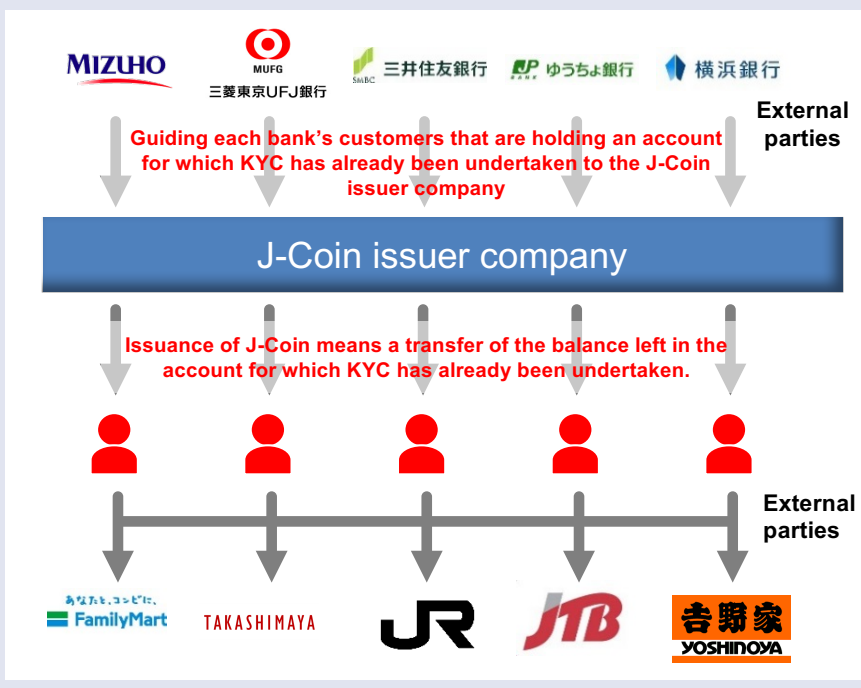 MIZUHO
MUFG
三菱東京UFJ銀行
SMBC
三井住友銀行
JP
BANK
ゆうちょ銀行
横浜銀行
External
parties
Guiding each bank's customers that are holding an account
for which KYC has already been undertaken to the J-Coin
issuer company
J-Coin issuer company
Issuance of J-Coin means a transfer of the balance left in the
account for which KYC has already been undertaken.
External
parties
あなたと、コンビに、
FamilyMart
TAKASHIMAYA
JR
JTB
吉野家
YOSHINOYA